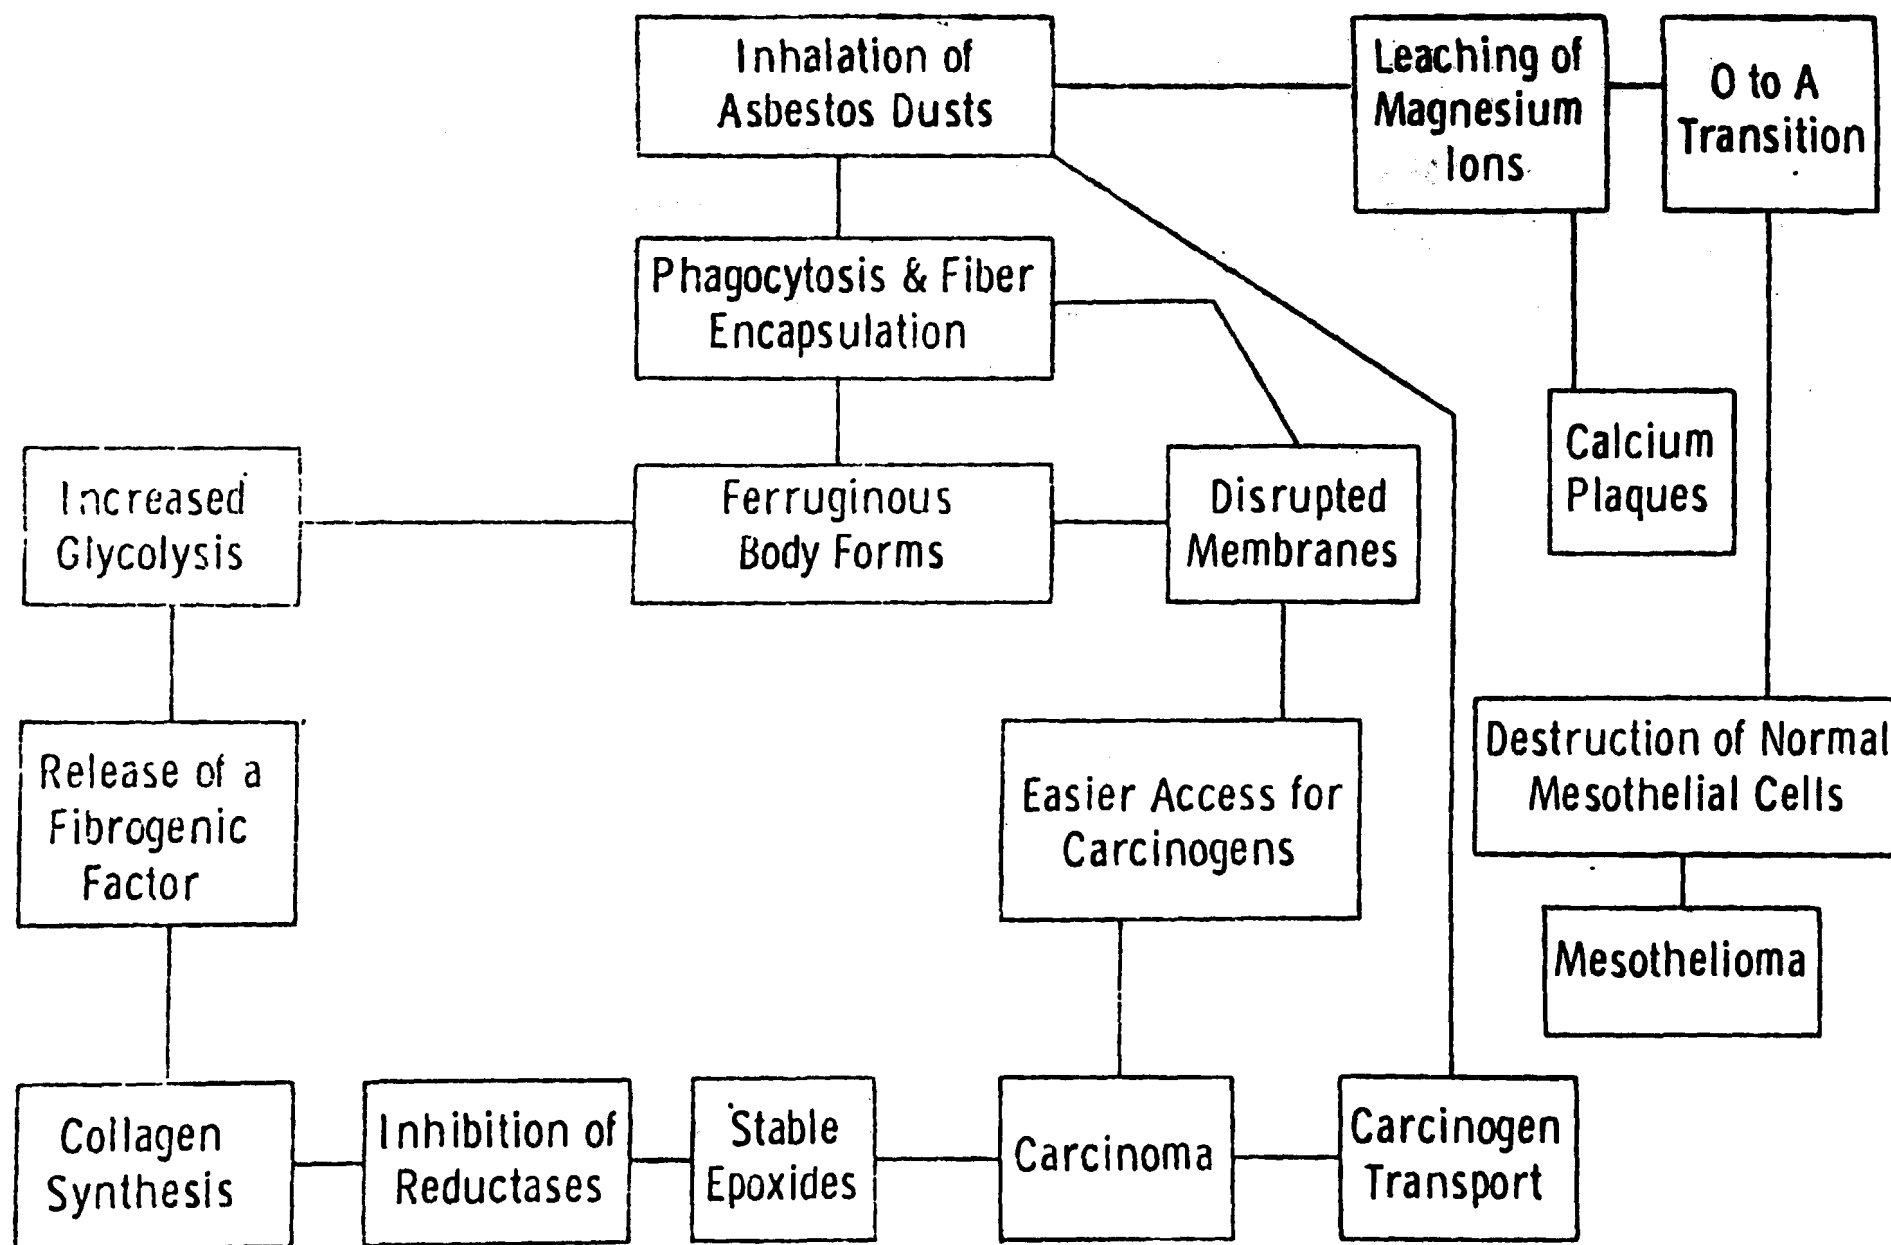 Inhalation of
Asbestos Dusts
Leaching of
Magnesium
Ions
O to A
Transition
Phagocytosis & Fiber
Encapsulation
Calcium
Plaques
Increased
Glycolysis
Ferruginous
Body Forms
Disrupted
Membranes
Release of a
Fibrogenic
Factor
Easier Access for
Carcinogens
Destruction of Normal
Mesothelial Cells
Mesothelioma
Collagen
Synthesis
Inhibition of
Reductases
Stable
Epoxides
Carcinoma
Carcinogen
Transport